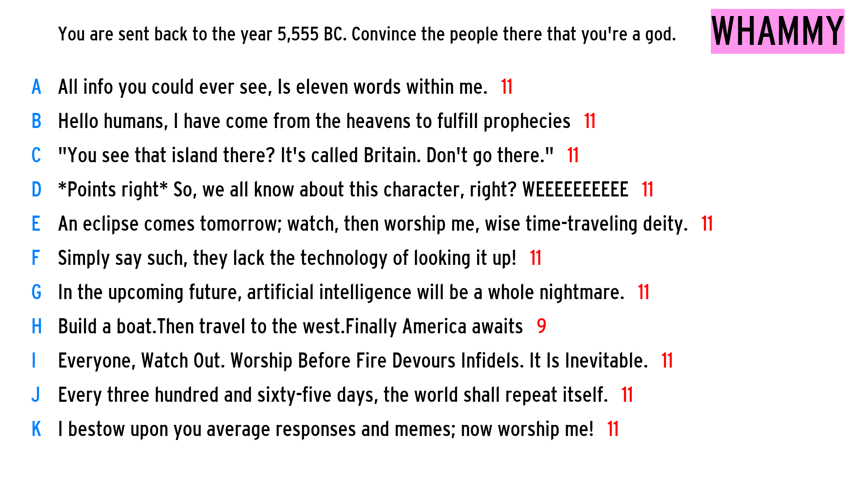 You are sent back to the year 5,555 BC. Convince the people there that you're a god. WHAMMY
A All info you could ever see, Is eleven words within me. 11
B Hello humans, I have come from the heavens to fulfill prophecies 11
C "You see that island there? It's called Britain. Don't go there." 11
D *Points right* So, we all know about this character, right? WEEEEEEEEEE 11
E An eclipse comes tomorrow; watch, then worship me, wise time-traveling deity. 11
F Simply say such, they lack the technology of looking it up! 11
G In the upcoming future, artificial intelligence will be a whole nightmare. 11
H Build a boat.Then travel to the west.Finally America awaits 9
I Everyone, Watch Out. Worship Before Fire Devours Infidels. It Is Inevitable. 11
J Every three hundred and sixty-five days, the world shall repeat itself. 11
K I bestow upon you average responses and memes; now worship me! 11